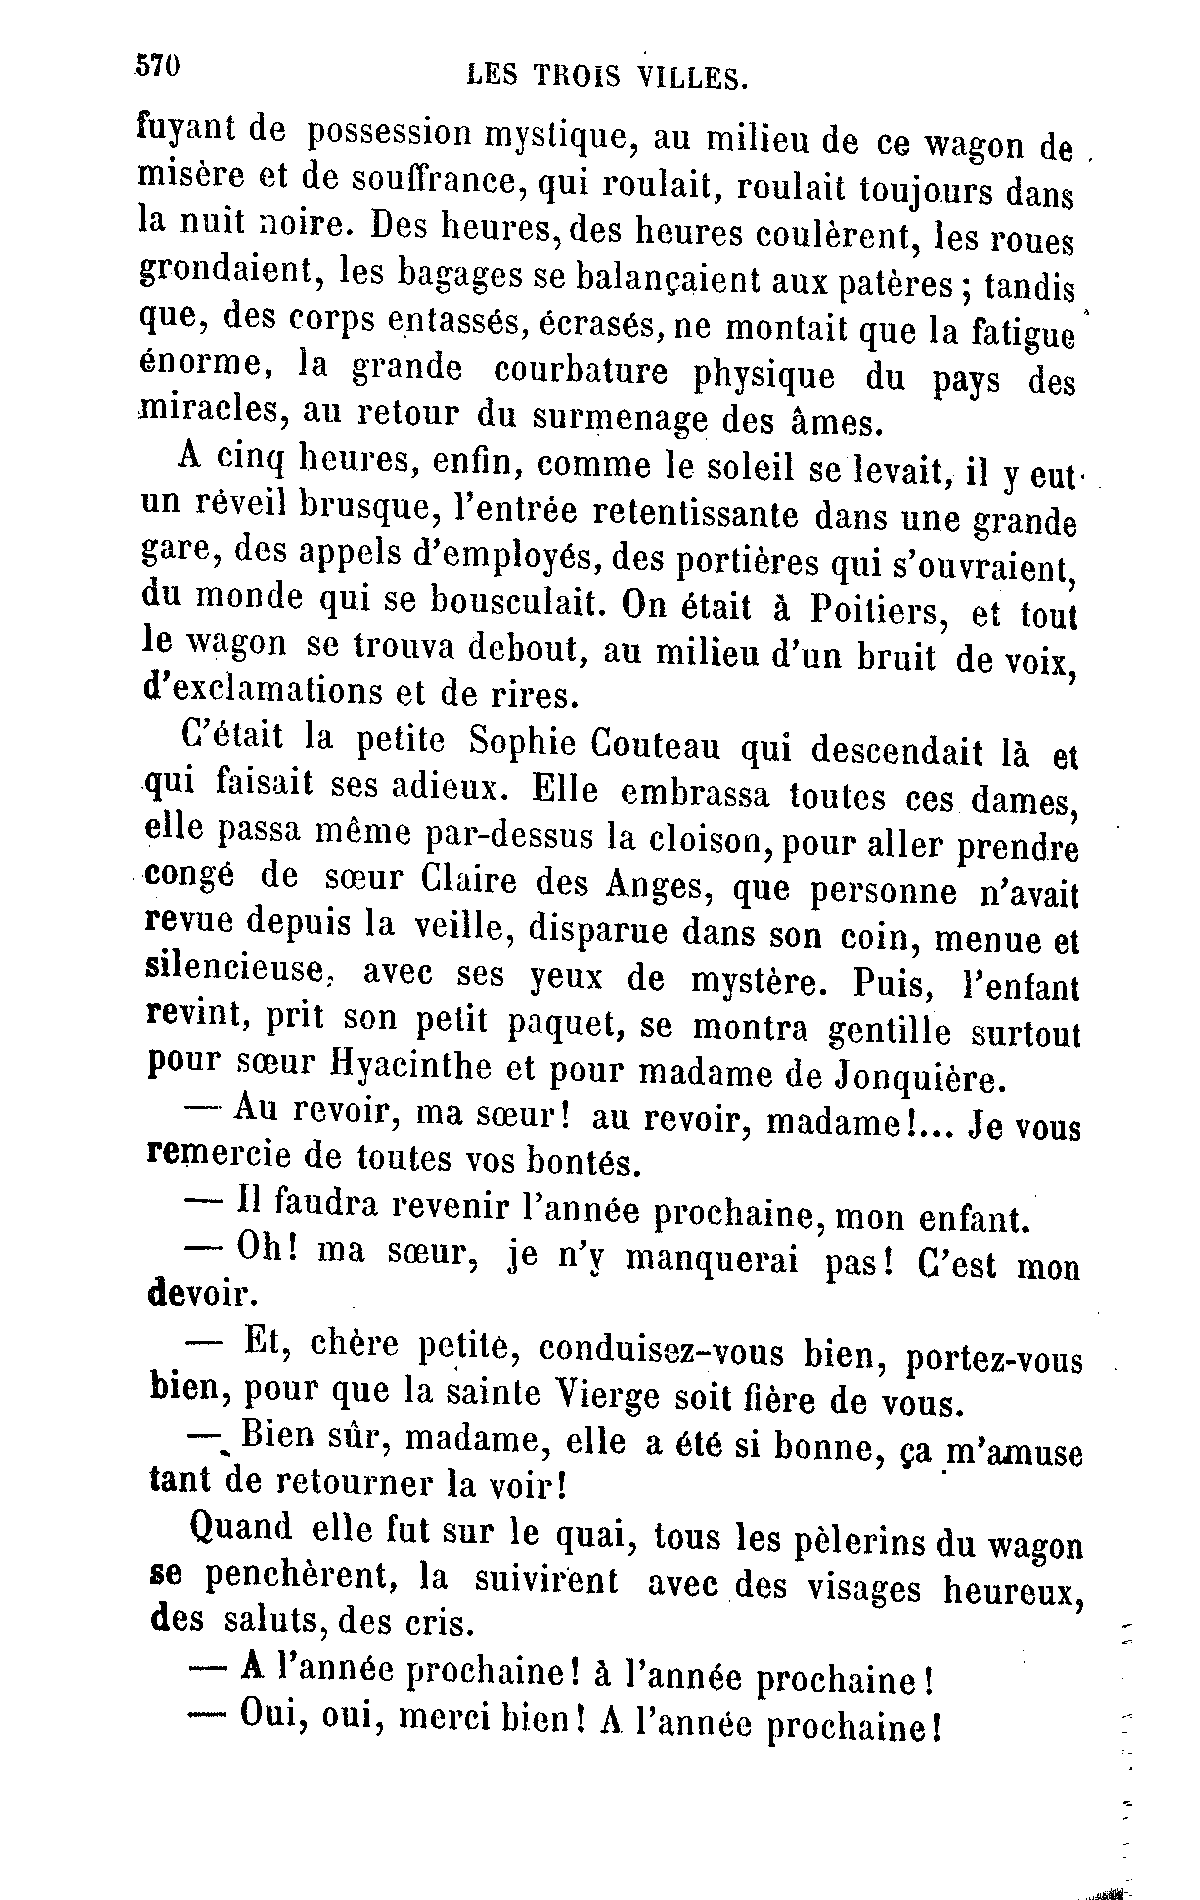 570
LES TROIS VILLES.
fuyant de possession mystique, au milieu de ce wagon de
misère et de souffrance, qui roulait, roulait toujours dans
la nuit noire. Des heures, des heures coulèrent, les roues
grondaient, les bagages se balançaient aux patères ; tandis
que, des corps entassés, écrasés, ne montait que la fatigue
énorme, la grande courbature physique du pays des
miracles, au retour du surmenage des âmes.
A cinq heures, enfin, comme le soleil se levait, il y eut
un réveil brusque, l'entrée retentissante dans une grande
gare, des appels d'employés, des portières qui s'ouvraient,
du monde qui se bousculait. On était à Poitiers, et tout
le wagon se trouva debout, au milieu d'un bruit de voix,
d'exclamations et de rires.
C'était la petite Sophie Couteau qui descendait là et
qui faisait ses adieux. Elle embrassa toutes ces dames,
elle passa même par-dessus la cloison, pour aller prendre
congé de sœur Claire des Anges, que personne n'avait
revue depuis la veille, disparue dans son coin, menue et
silencieuse, avec ses yeux de mystère. Puis, l'enfant
revint, prit son petit paquet, se montra gentille surtout
pour sœur Hyacinthe et pour madame de Jonquière.
— Au revoir, ma sœur! au revoir, madame!... Je vous
remercie de toutes vos bontés.
— Il faudra revenir l'année prochaine, mon enfant.
— Oh! ma sœur, je n'y manquerai pas! C'est mon
devoir.
— Et, chère petite, conduisez-vous bien, portez-vous
bien, pour que la sainte Vierge soit fière de vous.
— Bien sûr, madame, elle a été si bonne, ça m'amuse
tant de retourner la voir!
Quand elle fut sur le quai, tous les pèlerins du wagon
se penchèrent, la suivirent avec des visages heureux,
des saluts, des cris.
— A l'année prochaine! à l'année prochaine!
— Oui, oui, merci bien! A l'année prochaine!